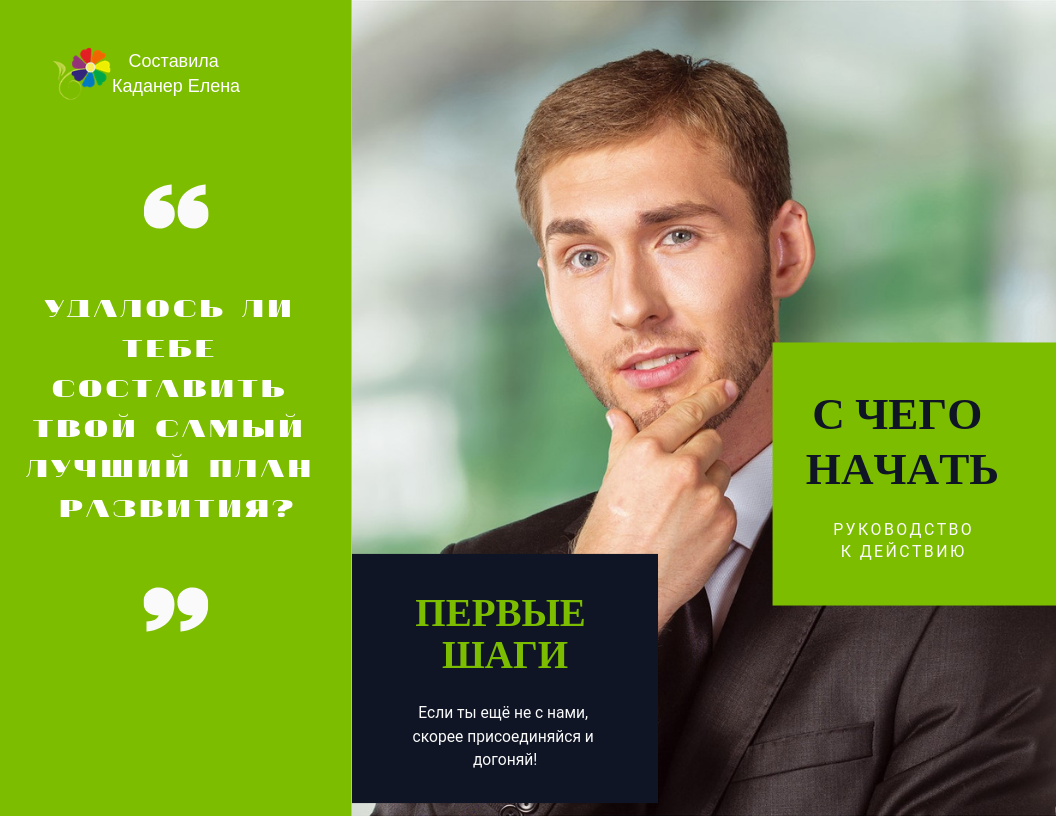 Составила
Каданер Елена
УДАЛОСЬ ЛИ
ТЕБЕ
СОСТАВИТЬ
ТВОЙ САМЫЙ
ЛУЧШИЙ ПЛАН
РАЗВИТИЯ?
С ЧЕГО
НАЧАТЬ
РУКОВОДСТВО
К ДЕЙСТВИЮ
ПЕРВЫЕ
ШАГИ
Если ты ещё не с нами,
скорее присоединяйся и
догоняй!